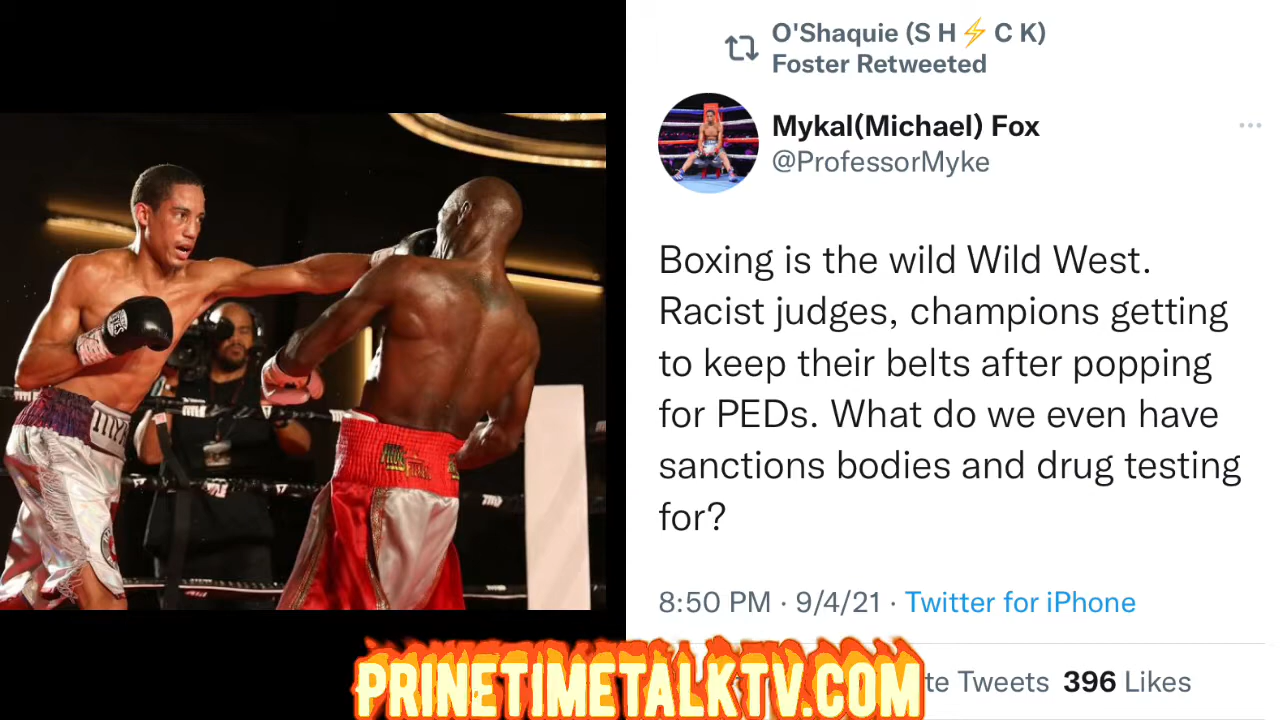 O'Shaquie (S H⚡C K)
Foster Retweeted
Mykal(Michael) Fox
@ProfessorMyke
Boxing is the wild Wild West.
Racist judges, champions getting
to keep their belts after popping
for PEDs. What do we even have
sanctions bodies and drug testing
for?
8:50 PM · 9/4/21 · Twitter for iPhone
Tweets 396 Likes
PRINETIMETALKTV.COM